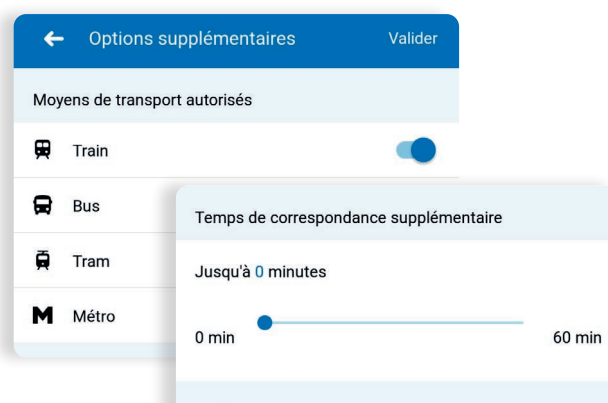 Options supplémentaires Valider
Moyens de transport autorisés
Train
Bus
Tram
Métro
Temps de correspondance supplémentaire
Jusqu'à 0 minutes
0 min 60 min